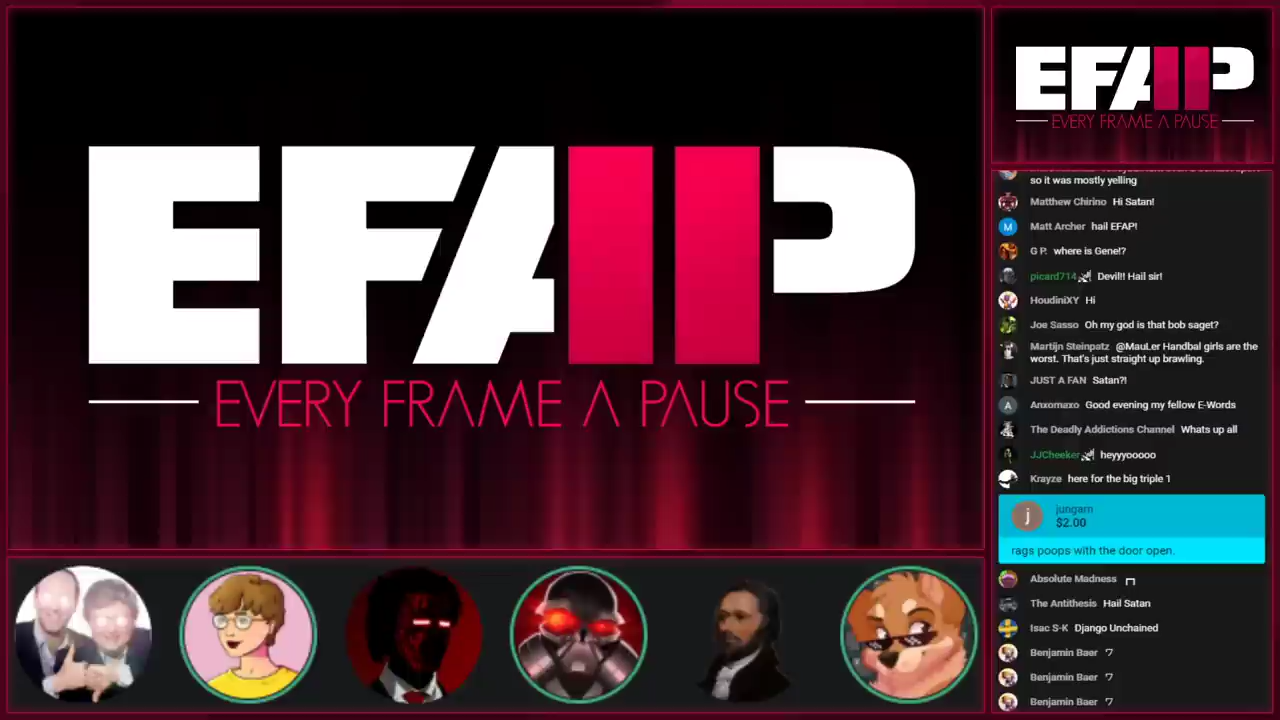 EFAP
EVERY FRAME A PAUSE
EFAP
EVERY FRAME A PAUSE
so it was mostly yelling
Matthew Chirino Hi Satan!
M
Matt Archer hail EFAP!
G P. where is Gene!?
picard714 Devil!! Hail sir!
HoudiniXY Hi
Joe Sasso Oh my god is that bob saget?
Martijn Steinpatz @MauLer Handbal girls are the
worst. That's just straight up brawling.
JUST A FAN Satan?!
A
Anxomaxo Good evening my fellow E-Words
The Deadly Addictions Channel Whats up all
JJCheeker heyyyooooo
Krayze here for the big triple 1
j
jungarn
$2.00
rags poops with the door open.
Absolute Madness
The Antithesis Hail Satan
Isac S-K Django Unchained
Benjamin Baer ワ
Benjamin Baer ワ
Benjamin Baer ワ